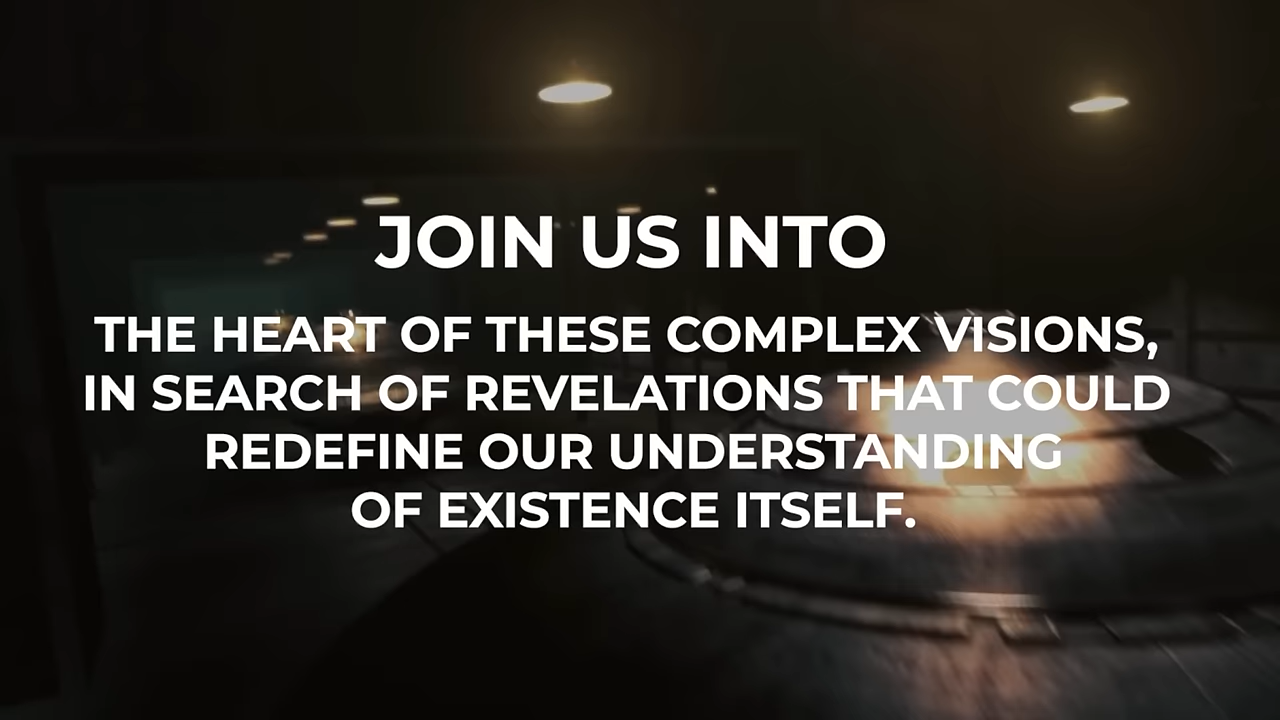 JOIN US INTO
THE HEART OF THESE COMPLEX VISIONS,
IN SEARCH OF REVELATIONS THAT COULD
REDEFINE OUR UNDERSTANDING
OF EXISTENCE ITSELF.